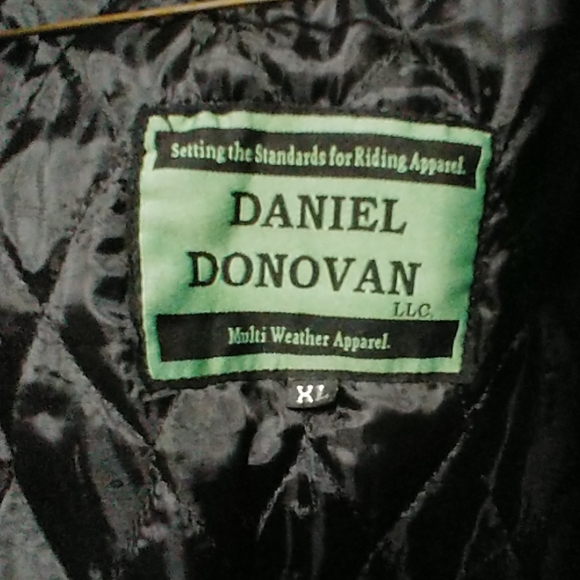 Setting the Standards for Riding Apparel.
DANIEL
DONOVAN
LLC.
Multi Weather Apparel.
XL